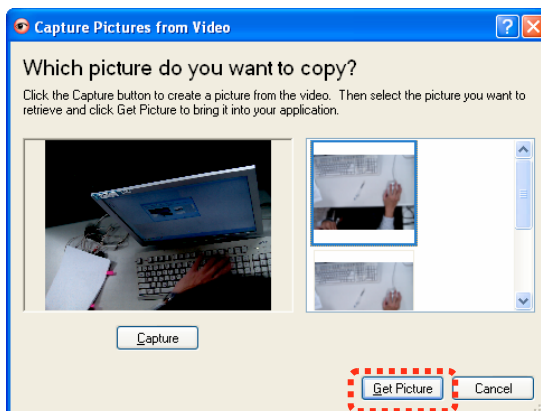 Capture Pictures from Video
Which picture do you want to copy?
Click the Capture button to create a picture from the video. Then select the picture you want to
retrieve and click Get Picture to bring it into your application.
Capture
Get Picture
Cancel